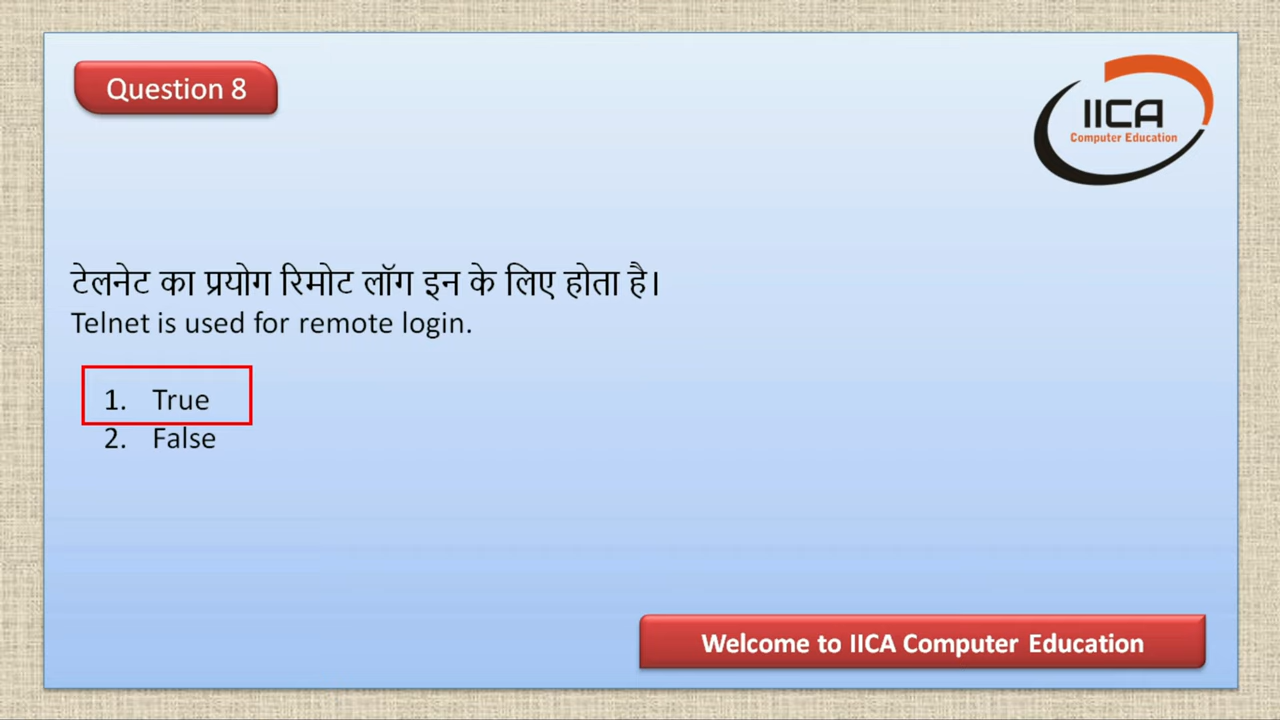 Question 8
IICA
Computer Education
टेलनेट का प्रयोग रिमोट लॉग इन के लिए होता है।
Telnet is used for remote login.
1. True
2. False
Welcome to IICA Computer Education